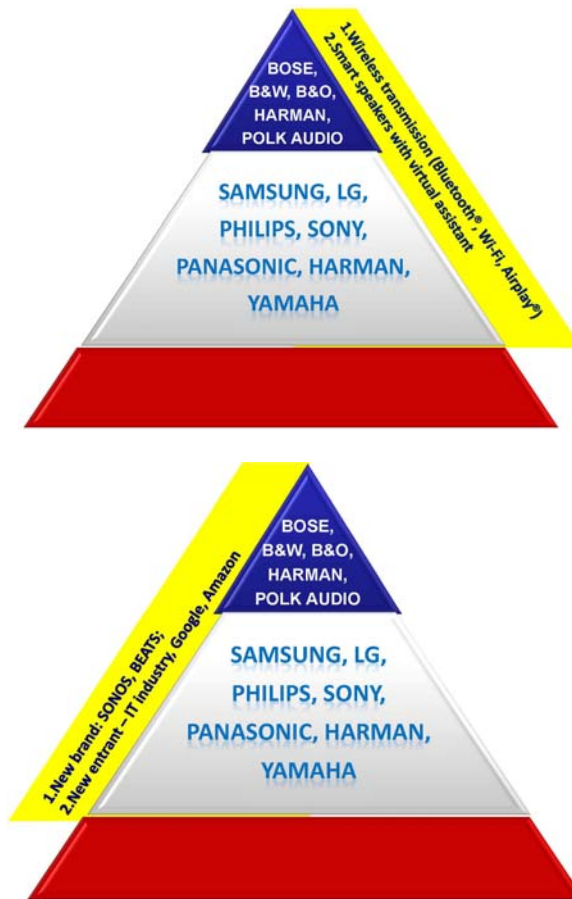 BOSE,
B&W, B&O,
HARMAN,
POLK AUDIO
SAMSUNG, LG,
PHILIPS, SONY,
PANASONIC, HARMAN,
YAMAHA
1.Wireless transmission (Bluetooth®, Wi-Fi, Airplay®)
2.Smart speakers with virtual assistant
BOSE,
B&W, B&O,
HARMAN,
POLK AUDIO
SAMSUNG, LG,
PHILIPS, SONY,
PANASONIC, HARMAN,
YAMAHA
1.New brand: SONOS, BEATS;
2.New entrant – IT industry, Google, Amazon